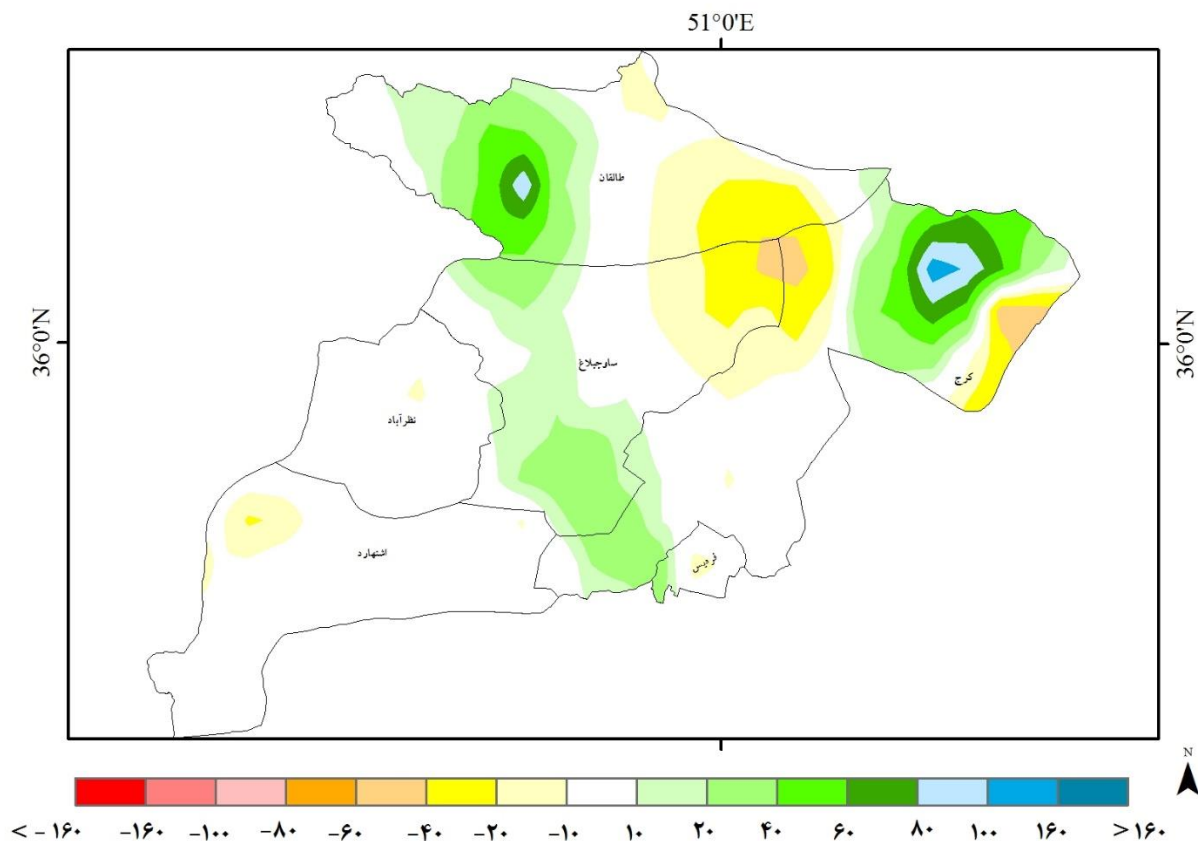 51°0'E
طالقان
36°0'N
36°0'N
ساوجبلاغ
کرج
نظرآباد
اشتهارد
فردیس
N
< -۱۶۰ -۱۶۰ -۱۰۰ -۸۰ -۶۰ -۴۰ -۲۰ -۱۰ ۱۰ ۲۰ ۴۰ ۶۰ ۸۰ ۱۰۰ ۱۶۰ >۱۶۰